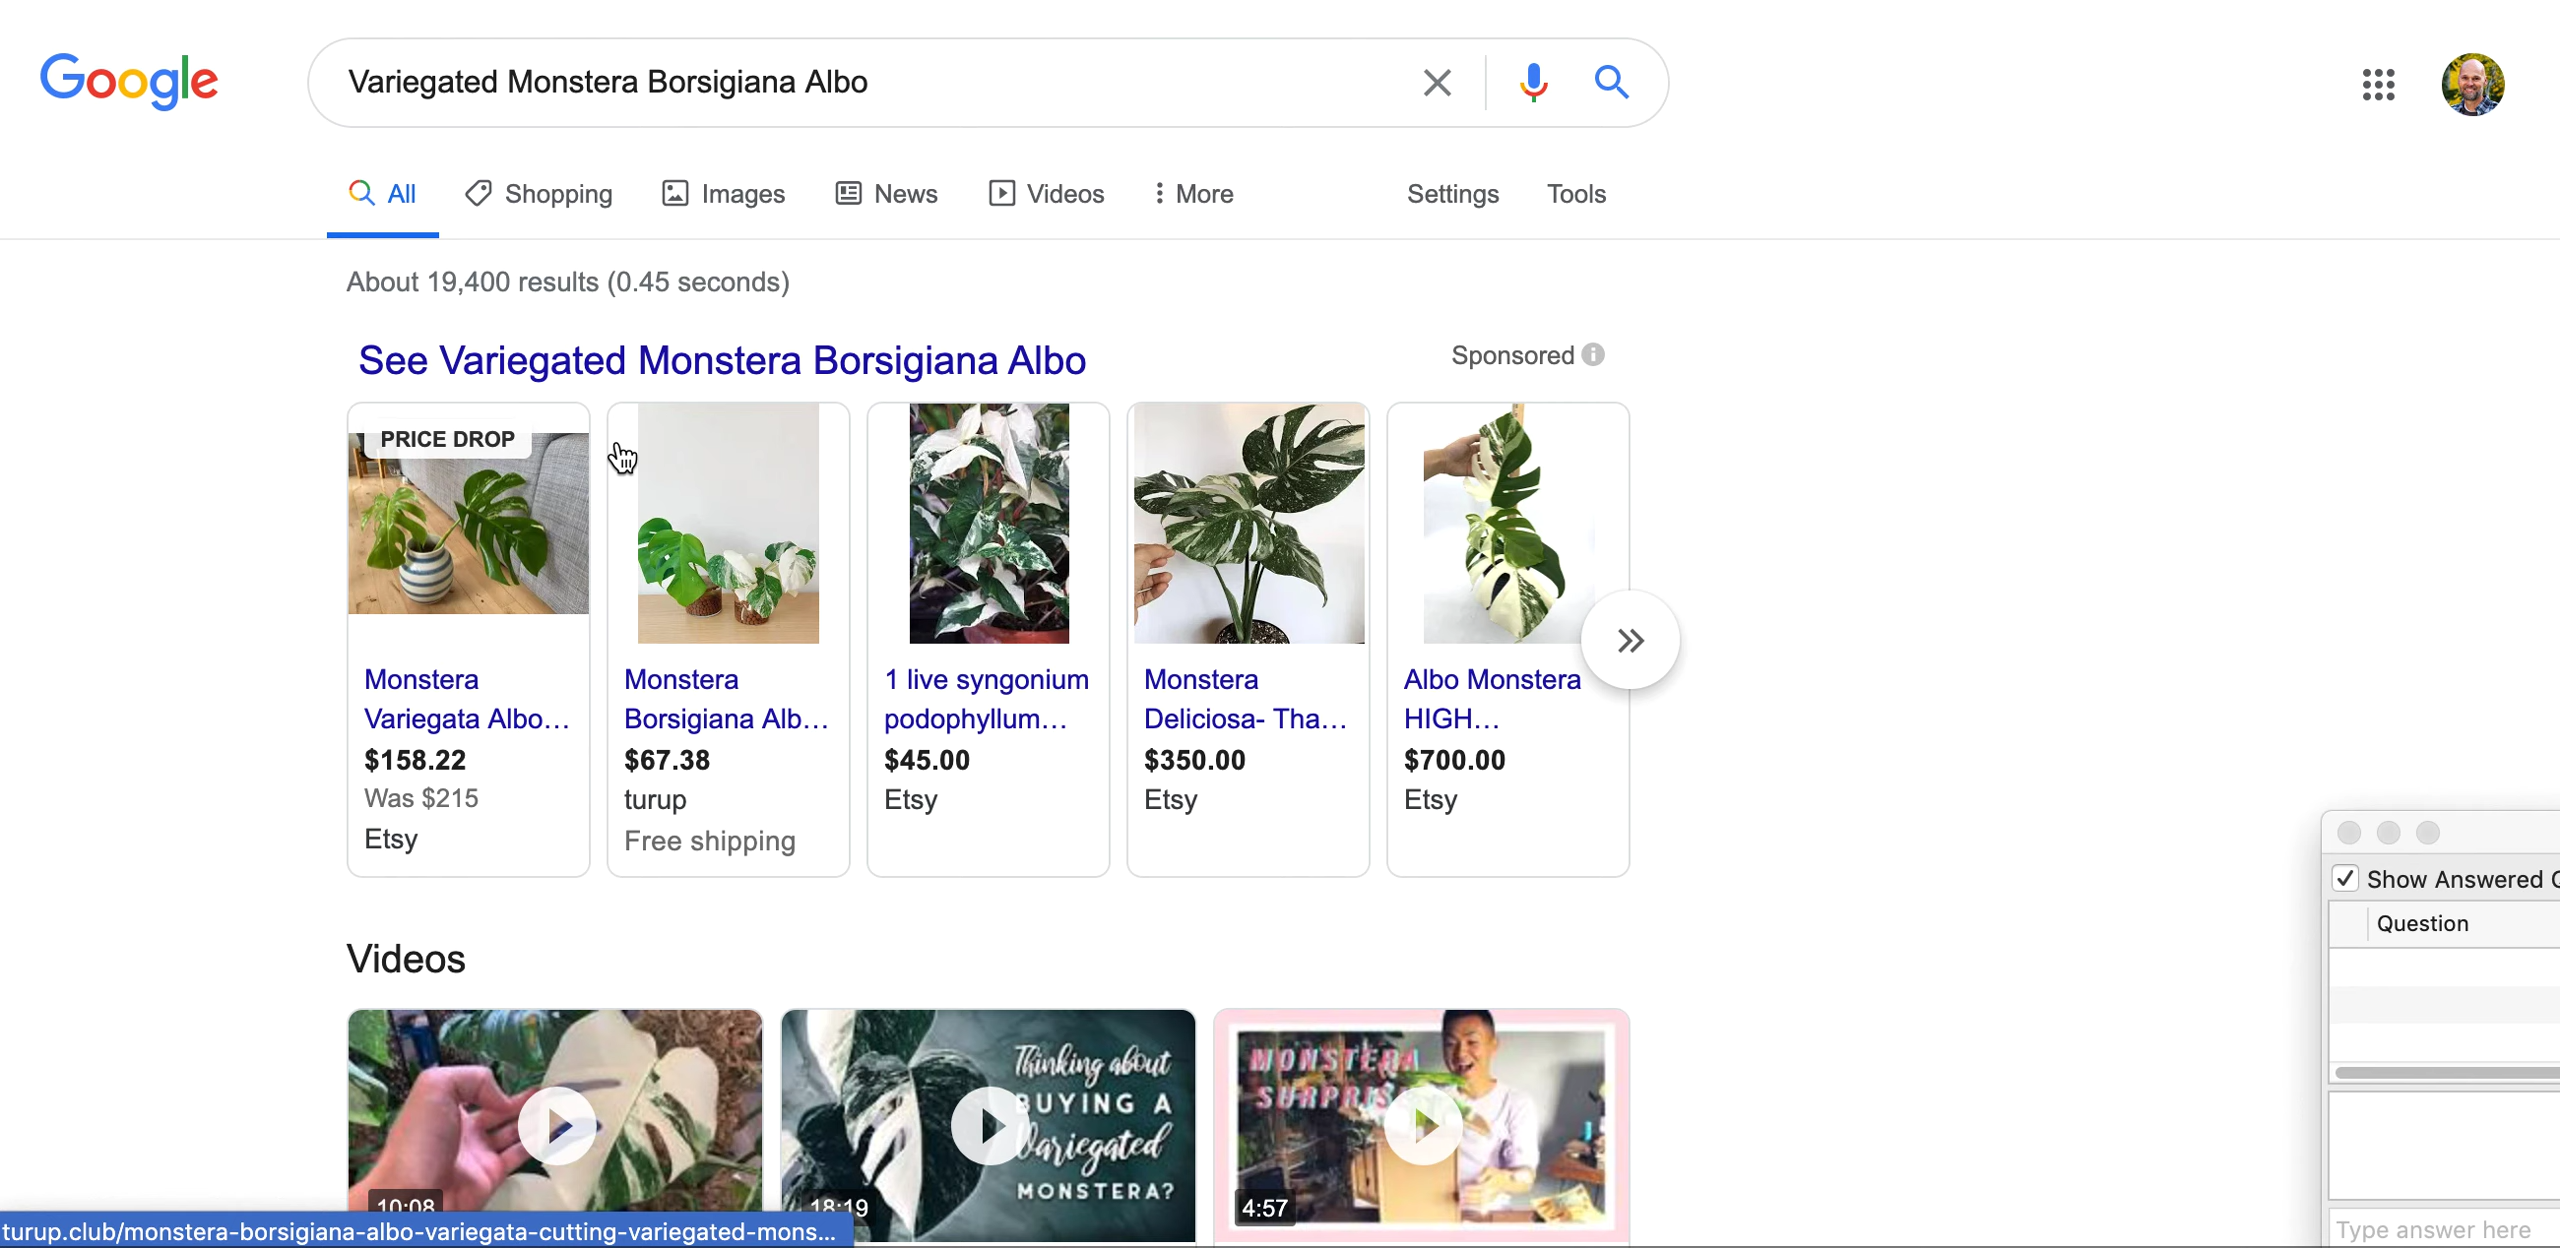 Google
Variegated Monstera Borsigiana Albo
All
Shopping
Images
News
Videos
More
Settings
Tools
About 19,400 results (0.45 seconds)
See Variegated Monstera Borsigiana Albo
Sponsored
PRICE DROP
Monstera
Variegata Albo...
$158.22
Was $215
Etsy
Monstera
Borsigiana Alb...
$67.38
turup
Free shipping
1 live syngonium
podophyllum...
$45.00
Etsy
Monstera
Deliciosa- Tha...
$350.00
Etsy
Albo Monstera
HIGH...
$700.00
Etsy
Videos
10:08
Thinking about
BUYING A
Variegated
MONSTERA?
18:19
MONSTERA
SURPRISE
4:57
turup.club/monstera-borsigiana-albo-variegata-cutting-variegated-mons...
Show Answered
Question
Type answer here